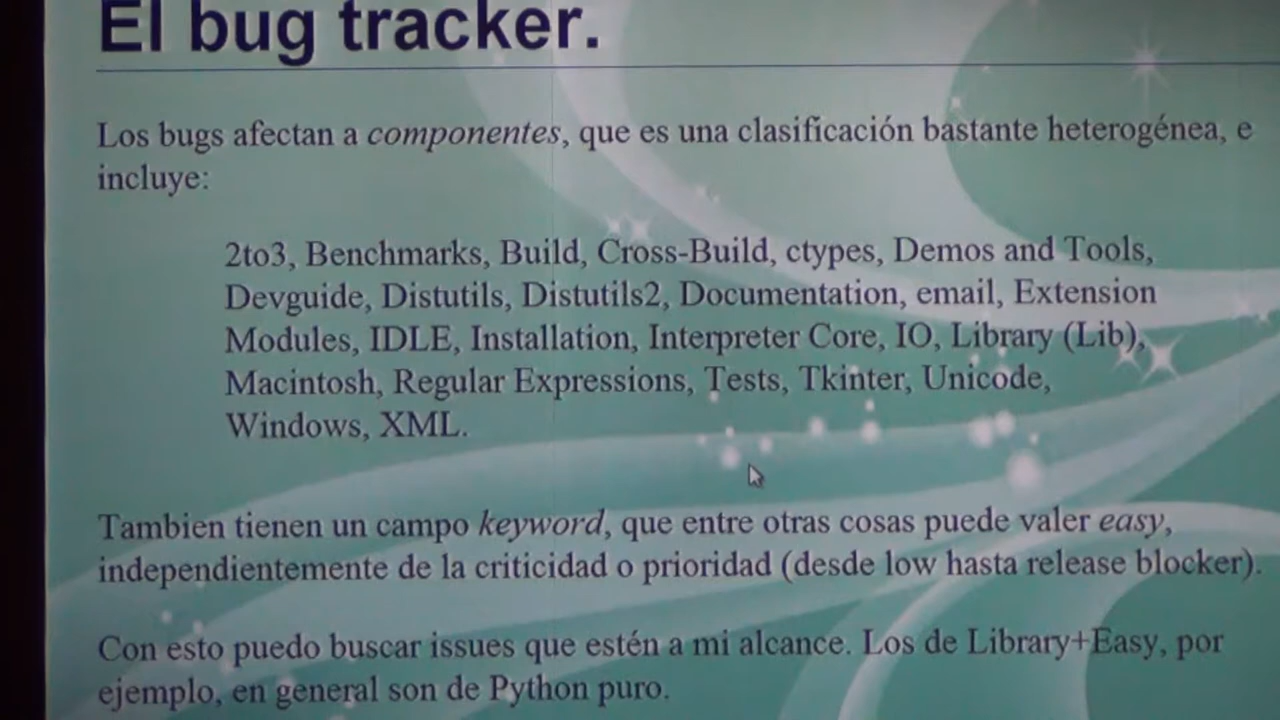 El bug tracker.
Los bugs afectan a componentes, que es una clasificación bastante heterogénea, e
incluye:
2to3, Benchmarks, Build, Cross-Build, ctypes, Demos and Tools,
Devguide, Distutils, Distutils2, Documentation, email, Extension
Modules, IDLE, Installation, Interpreter Core, IO, Library (Lib),
Macintosh, Regular Expressions, Tests, Tkinter, Unicode,
Windows, XML.
Tambien tienen un campo keyword, que entre otras cosas puede valer easy,
independientemente de la criticidad o prioridad (desde low hasta release blocker).
Con esto puedo buscar issues que estén a mi alcance. Los de Library+Easy, por
ejemplo, en general son de Python puro.